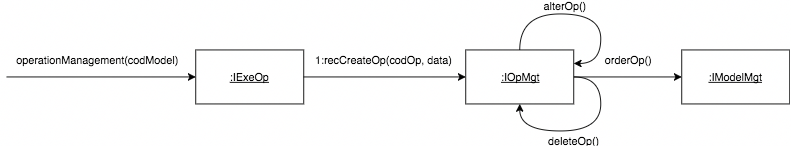 alterOp()
operationManagement(codModel)
1:recCreateOp(codOp, data)
orderOp()
:IExeOp
:IOpMgt
:IModelMgt
deleteOp()